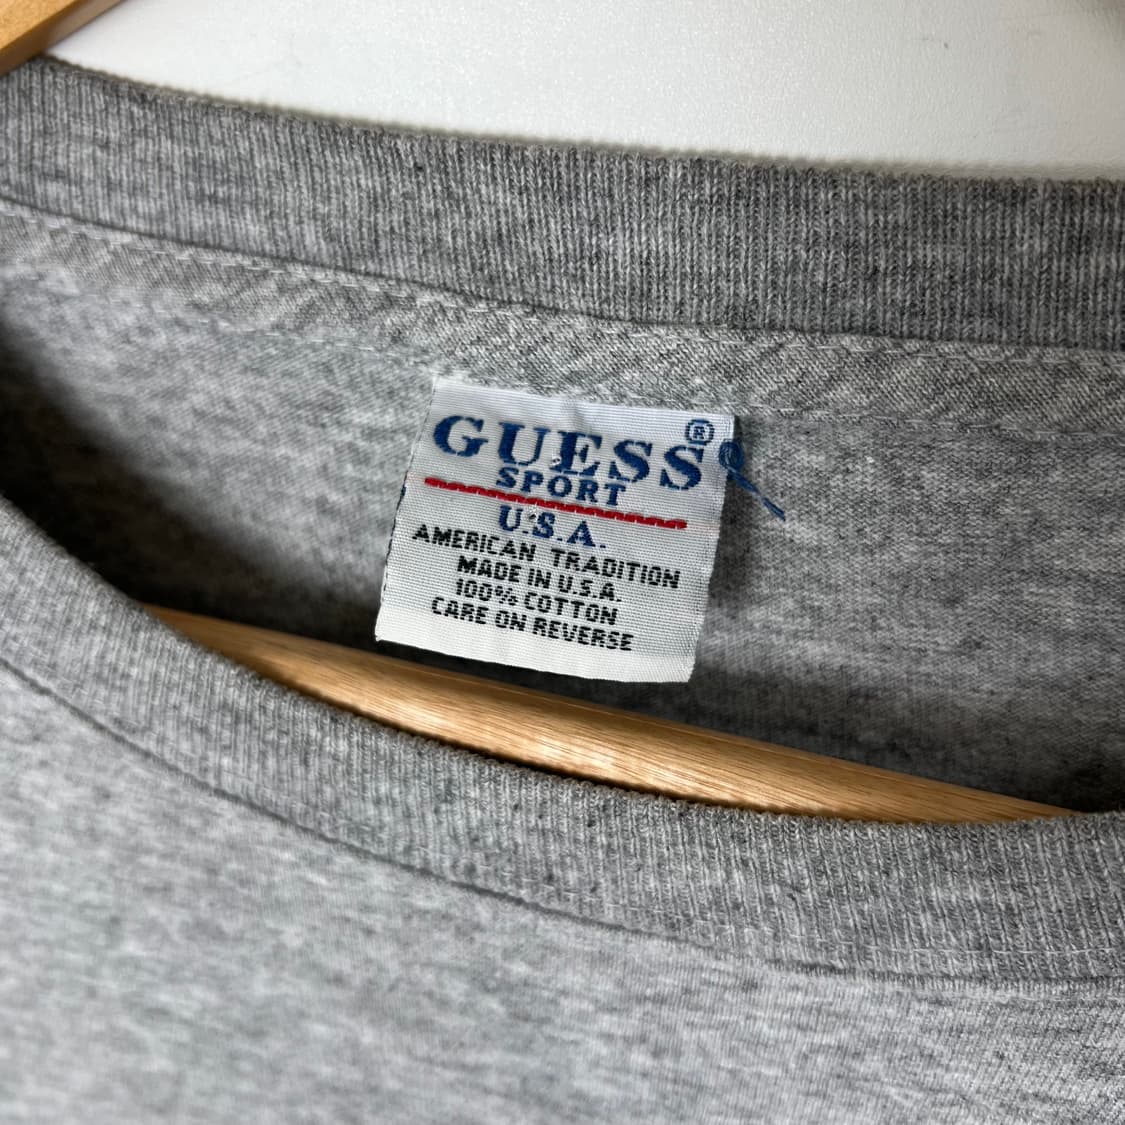 GUESS®
SPORT
U.S.A.
AMERICAN TRADITION
MADE IN U.S.A.
100% COTTON
CARE ON REVERSE